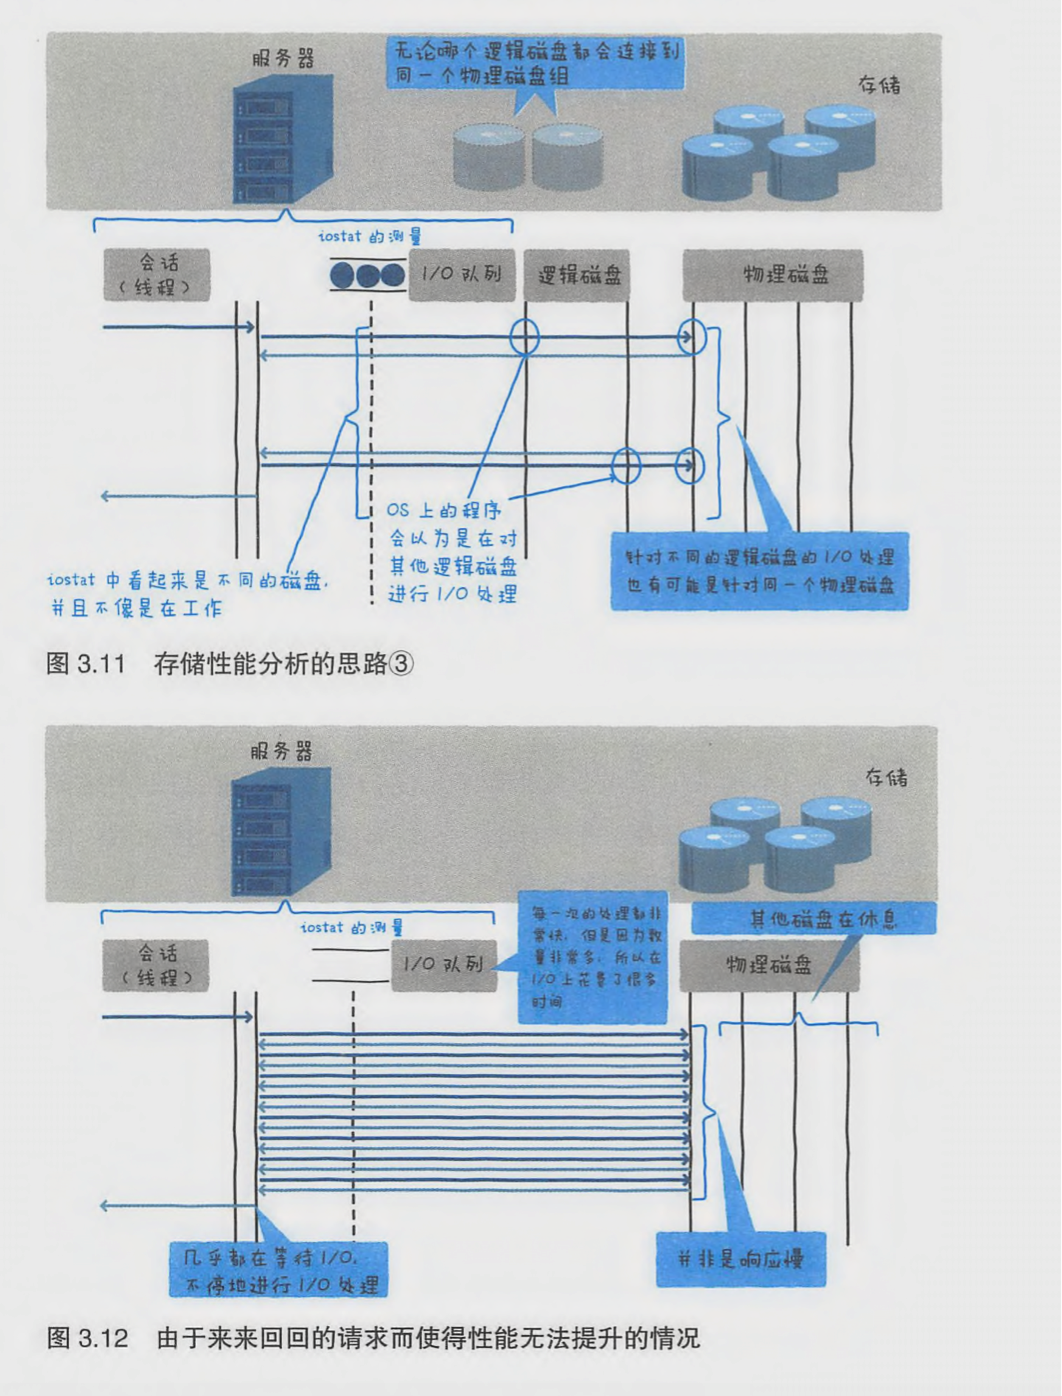 服务器
无论哪个逻辑磁盘都会连接到
同一个物理磁盘组
存储
iostat 的测量
会话
（线程）
I/O 队列
逻辑磁盘
物理磁盘
OS 上的程序
会以为是在对
其他逻辑磁盘
进行 I/O 处理
针对不同的逻辑磁盘的 I/O 处理
也有可能是针对同一个物理磁盘
iostat 中看起来是不同的磁盘，
并且不像是在工作
图 3.11 存储性能分析的思路③
服务器
存储
iostat 的测量
每一次的处理都非
常快，但是因为数
量非常多，所以在
I/O 上花费了很多
时间
其他磁盘在休息
会话
（线程）
I/O 队列
物理磁盘
几乎都在等待 I/O，
不停地进行 I/O 处理
并非是响应慢
图 3.12 由于来来回回的请求而使得性能无法提升的情况